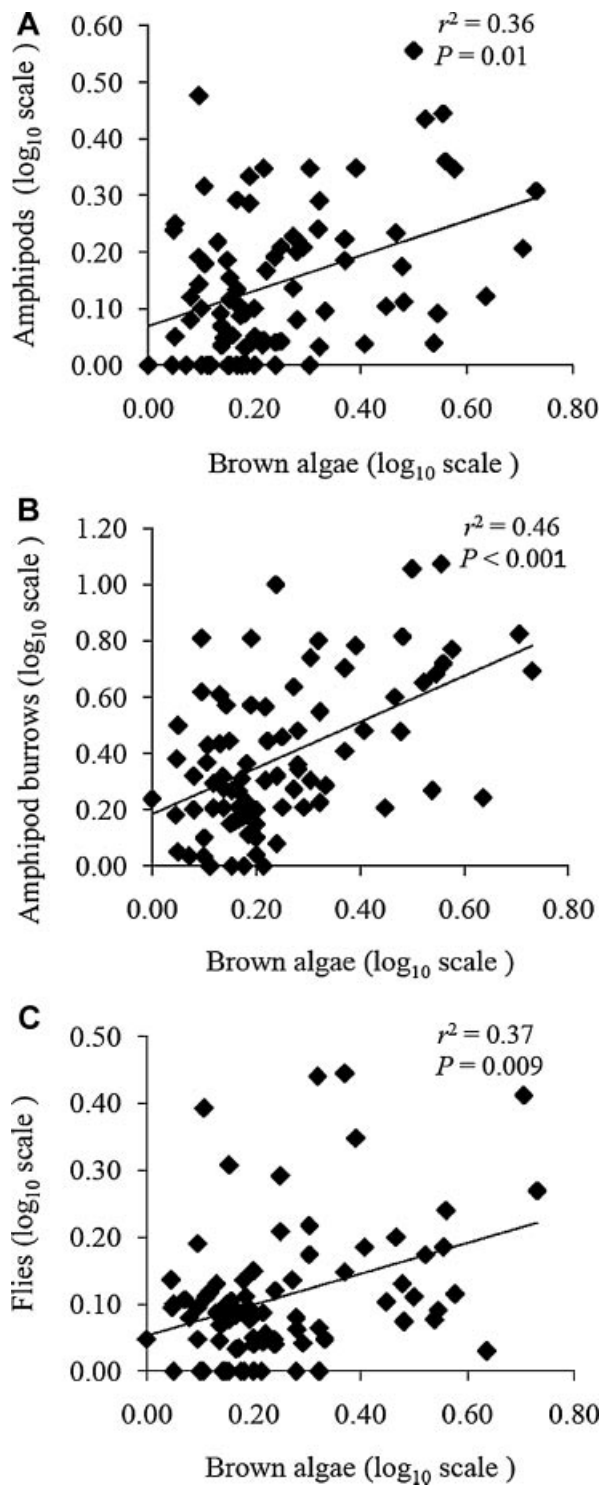 A
r² = 0.36
P = 0.01
0.60
0.50
0.40
0.30
0.20
0.10
0.00
Amphipods (log₁₀ scale )
0.00 0.20 0.40 0.60 0.80
Brown algae (log₁₀ scale )
B
r² = 0.46
P < 0.001
1.20
1.00
0.80
0.60
0.40
0.20
0.00
Amphipod burrows (log₁₀ scale )
0.00 0.20 0.40 0.60 0.80
Brown algae (log₁₀ scale )
C
r² = 0.37
P = 0.009
0.50
0.40
0.30
0.20
0.10
0.00
Flies (log₁₀ scale )
0.00 0.20 0.40 0.60 0.80
Brown algae (log₁₀ scale )